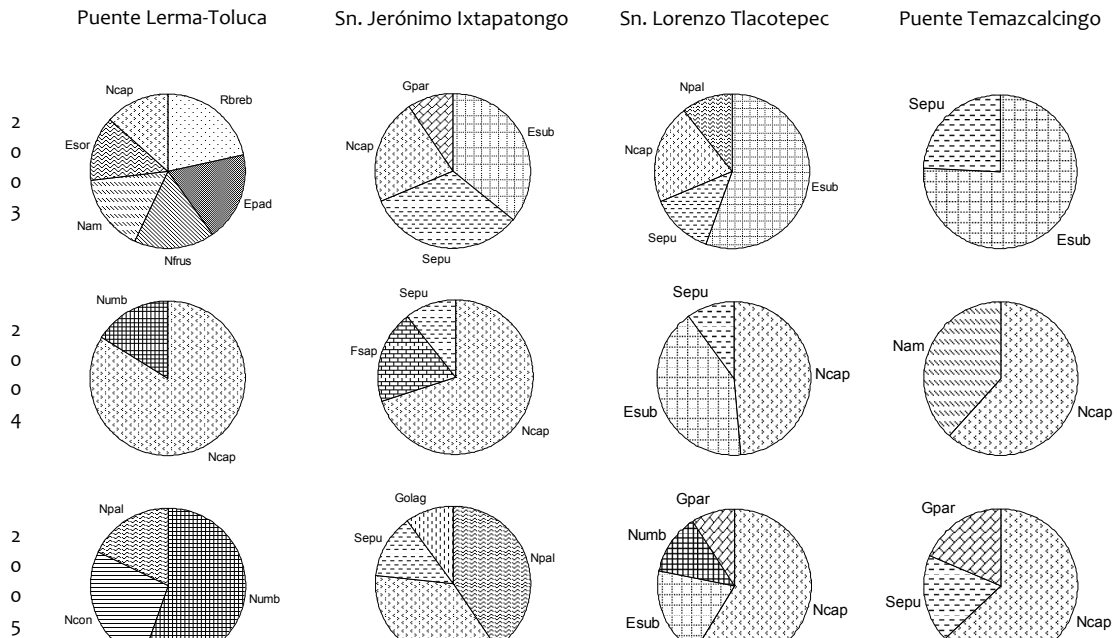 Puente Lerma-Toluca Sn. Jerónimo Ixtapatongo Sn. Lorenzo Tlacotepec Puente Temazcalcingo
2
0
0
3
Ncap
Rbreb
Esor
Epad
Nam
Nfrus
Gpar
Esub
Ncap
Sepu
Npal
Ncap
Esub
Sepu
Sepu
Esub
2
0
0
4
Numb
Ncap
Sepu
Fsap
Ncap
Sepu
Ncap
Esub
Nam
Ncap
2
0
0
5
Npal
Numb
Ncon
Golag
Sepu
Npal
Gpar
Numb
Esub
Ncap
Gpar
Sepu
Ncap